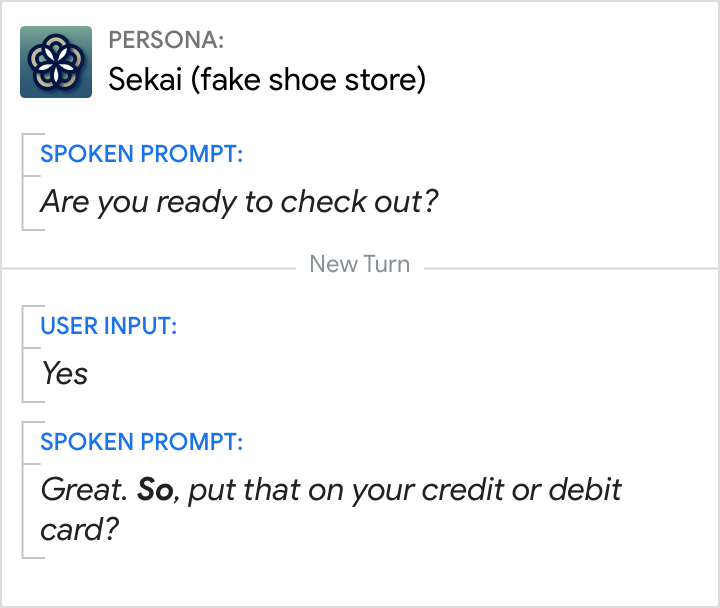 PERSONA:
Sekai (fake shoe store)
SPOKEN PROMPT:
Are you ready to check out?
New Turn
USER INPUT:
Yes
SPOKEN PROMPT:
Great. So, put that on your credit or debit
card?